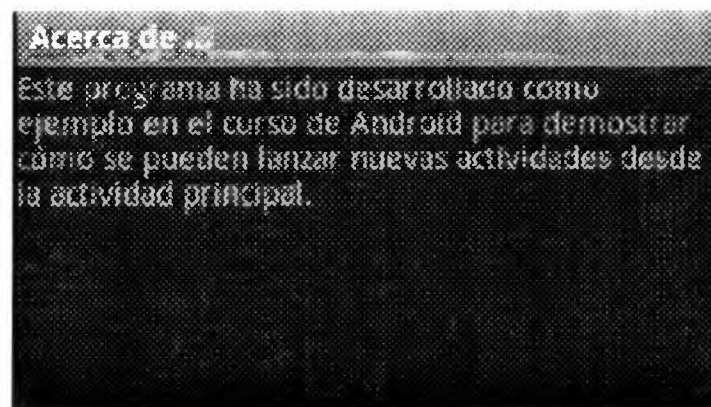 Acerca de ...
Este programa ha sido desarrollado como
ejemplo en el curso de Android para demostrar
cómo se pueden lanzar nuevas actividades desde
la actividad principal.